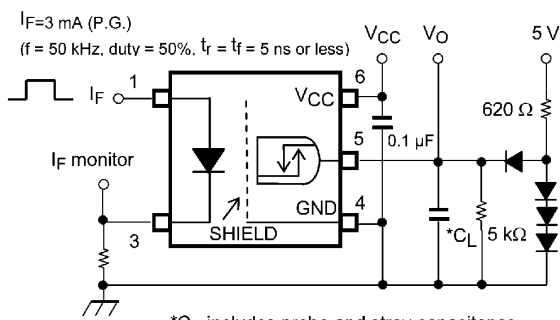 IF=3 mA (P.G.)
(f = 50 kHz, duty = 50%, tr = tf = 5 ns or less)
VCC
VO
5 V
1
6
IF
VCC
620 Ω
5
0.1 μF
IF monitor
GND
4
*CL
5 kΩ
3
SHIELD
includes probe and stray capacitance